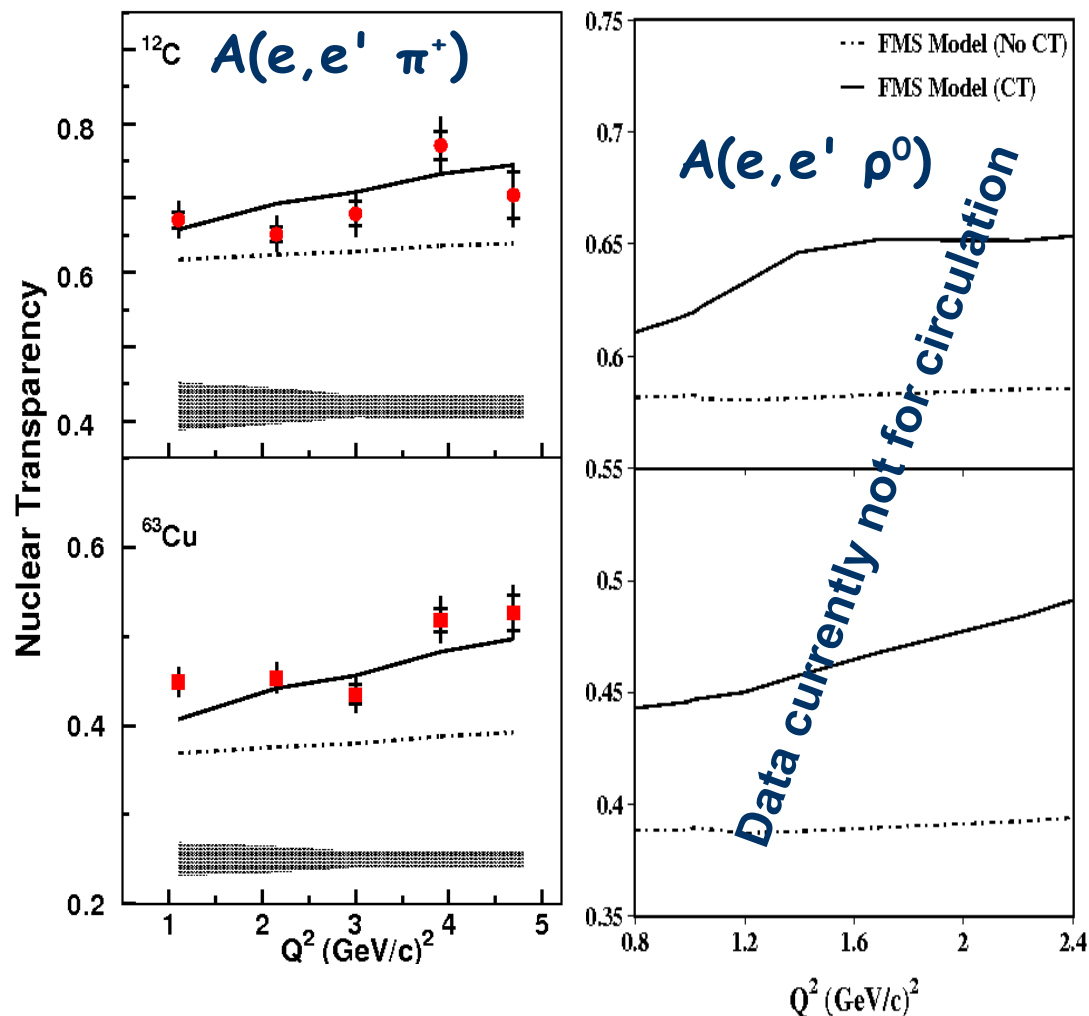 ¹²C
A(e,e' π⁺)
0.8
0.6
0.4
Nuclear Transparency
⁶³Cu
0.6
0.4
0.2
1 2 3 4 5
Q² (GeV/c)²
0.75
0.7
0.65
0.6
0.55
0.5
0.45
0.4
0.35
FMS Model (No CT)
FMS Model (CT)
A(e,e' ρ⁰)
Data currently not for circulation
0.8 1.2 1.6 2 2.4
Q² (GeV/c)²